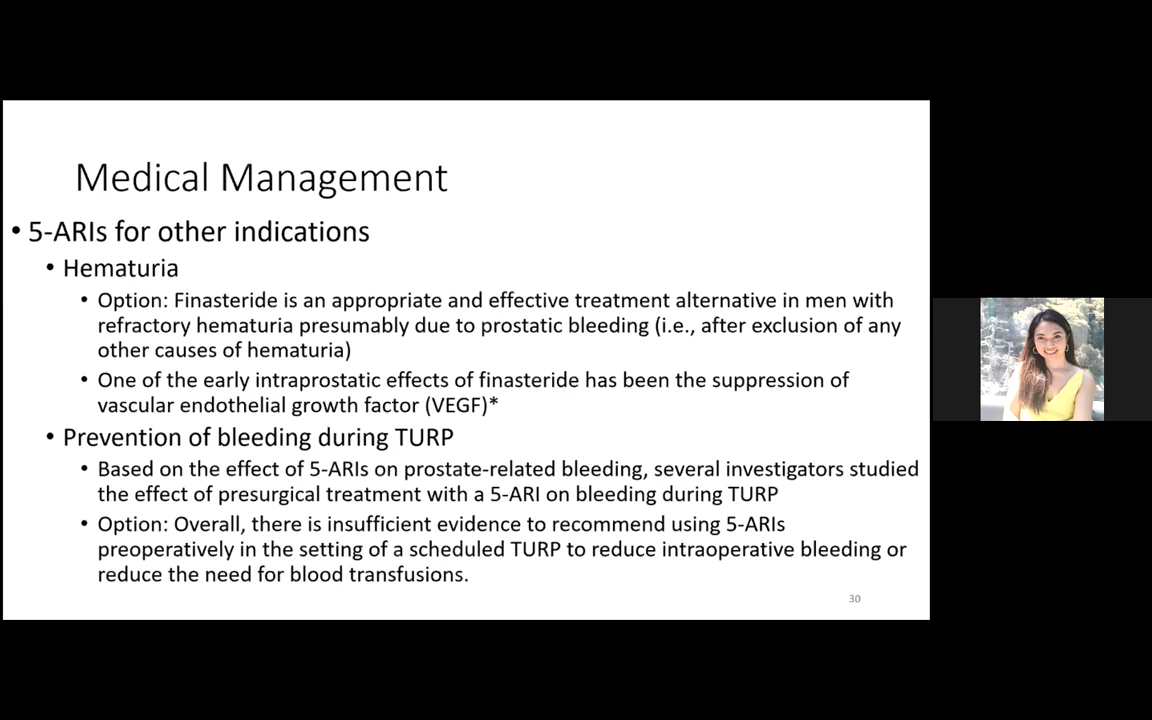 Medical Management
• 5-ARIs for other indications
• Hematuria
• Option: Finasteride is an appropriate and effective treatment alternative in men with
refractory hematuria presumably due to prostatic bleeding (i.e., after exclusion of any
other causes of hematuria)
• One of the early intraprostatic effects of finasteride has been the suppression of
vascular endothelial growth factor (VEGF)*
• Prevention of bleeding during TURP
• Based on the effect of 5-ARIs on prostate-related bleeding, several investigators studied
the effect of presurgical treatment with a 5-ARI on bleeding during TURP
• Option: Overall, there is insufficient evidence to recommend using 5-ARIs
preoperatively in the setting of a scheduled TURP to reduce intraoperative bleeding or
reduce the need for blood transfusions.
30